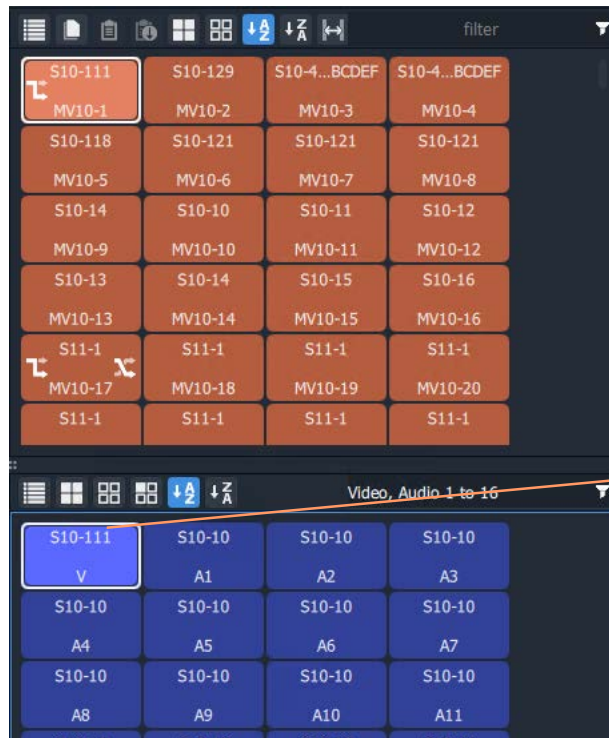 filter
S10-111 S10-129 S10-4...BCDEF S10-4...BCDEF
MV10-1 MV10-2 MV10-3 MV10-4
S10-118 S10-121 S10-121 S10-121
MV10-5 MV10-6 MV10-7 MV10-8
S10-14 S10-10 S10-11 S10-12
MV10-9 MV10-10 MV10-11 MV10-12
S10-13 S10-14 S10-15 S10-16
MV10-13 MV10-14 MV10-15 MV10-16
S11-1 S11-1 S11-1 S11-1
MV10-17 MV10-18 MV10-19 MV10-20
S11-1 S11-1 S11-1 S11-1
Video, Audio 1 to 16
S10-111 S10-10 S10-10 S10-10
V A1 A2 A3
S10-10 S10-10 S10-10 S10-10
A4 A5 A6 A7
S10-10 S10-10 S10-10 S10-10
A8 A9 A10 A11